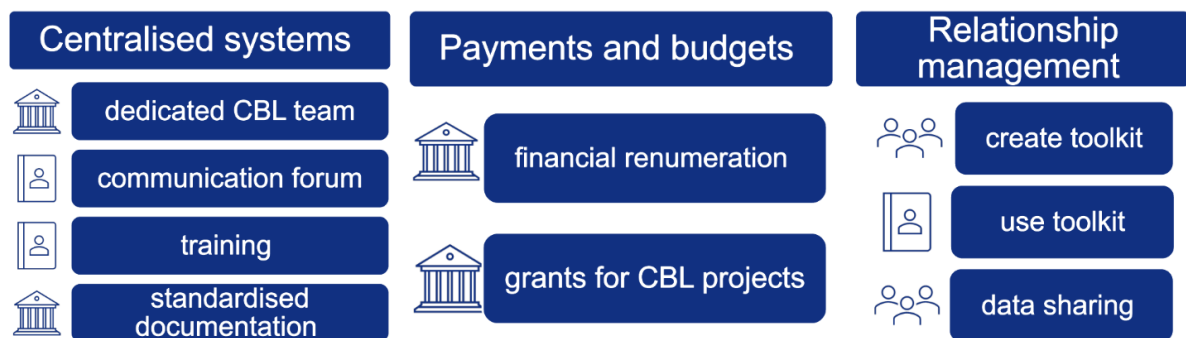 Centralised systems
dedicated CBL team
communication forum
training
standardised
documentation
Payments and budgets
financial renumeration
grants for CBL projects
Relationship
management
create toolkit
use toolkit
data sharing